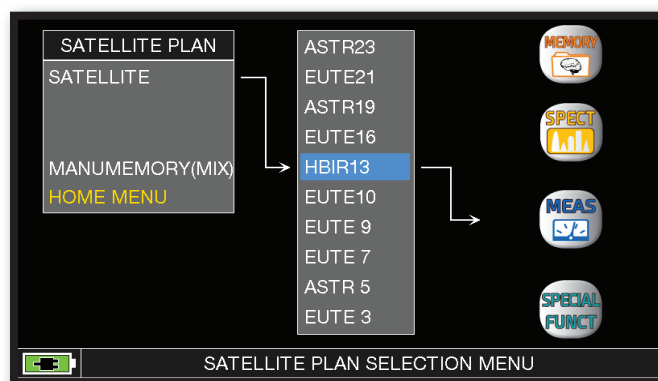 SATELLITE PLAN
SATELLITE
MANUMEMORY(MIX)
HOME MENU
ASTR23
EUTE21
ASTR19
EUTE16
HBIR13
EUTE10
EUTE 9
EUTE 7
ASTR 5
EUTE 3
MEMORY
SPECT
MEAS
SPECIAL
FUNCT
SATELLITE PLAN SELECTION MENU